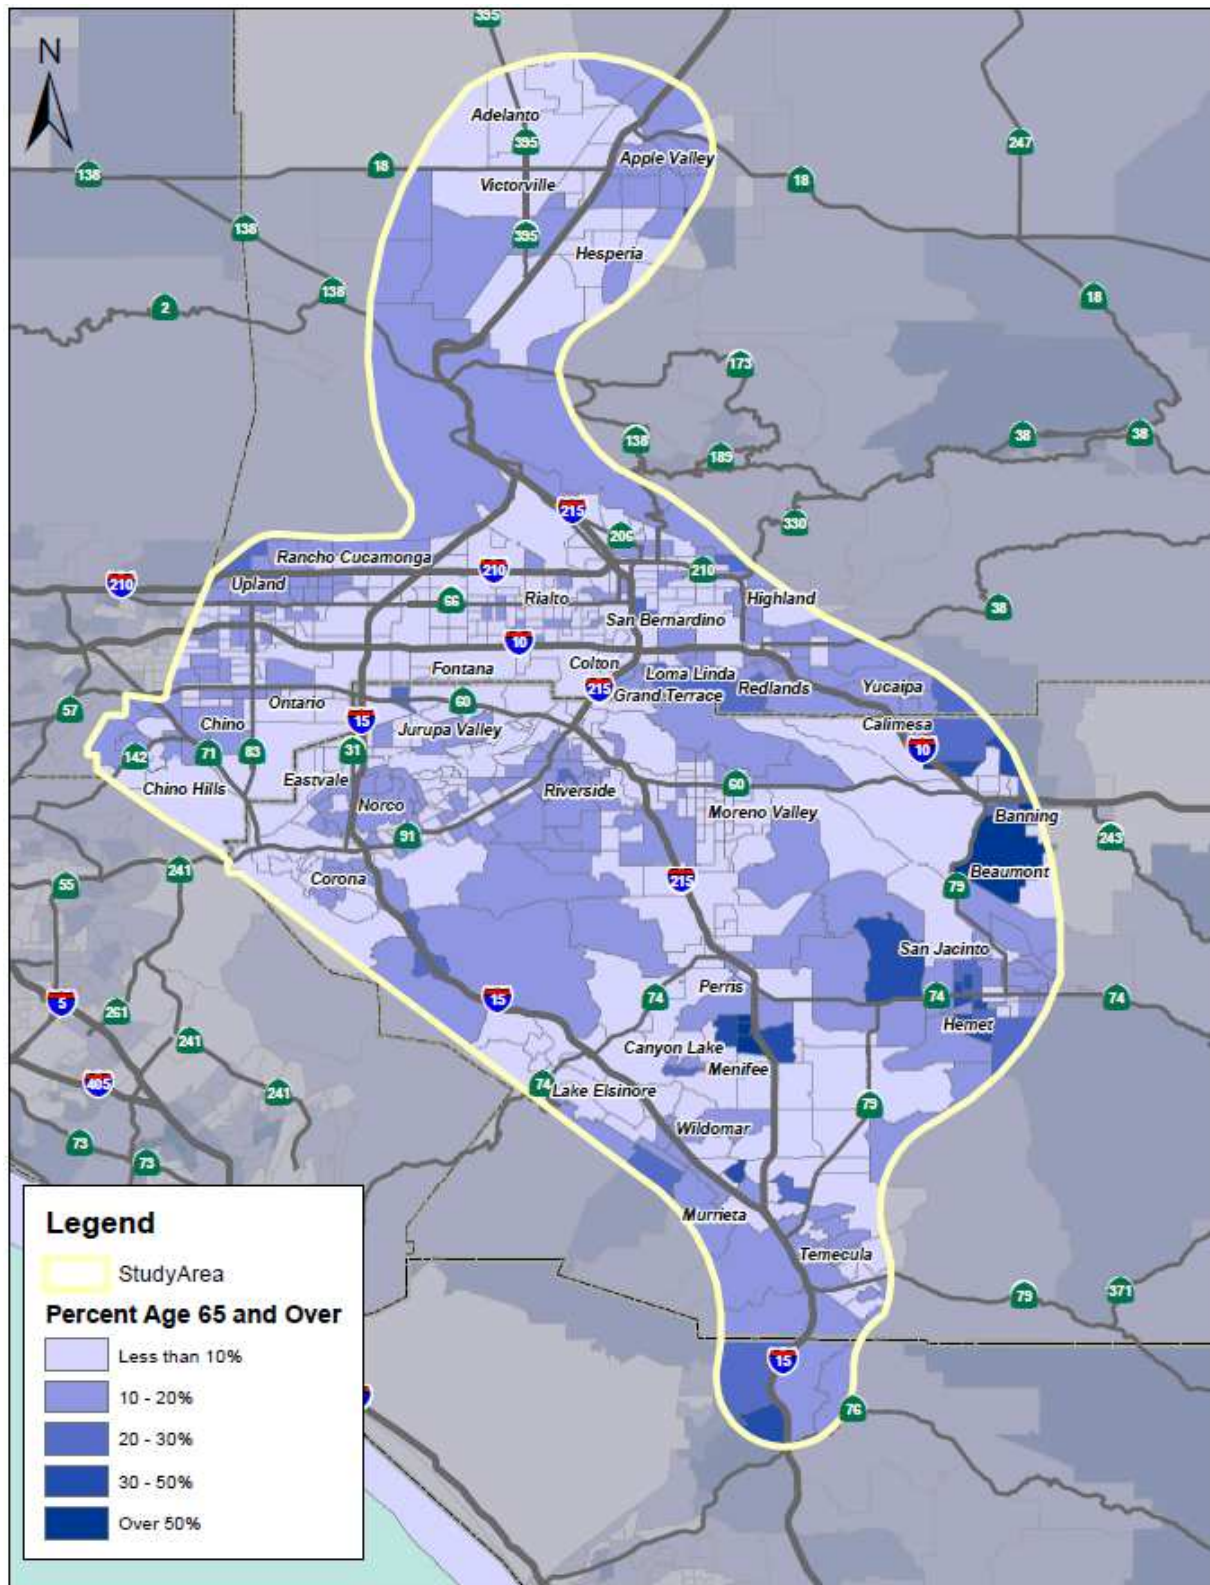 395
N
Adelanto
395
247
138
18
Apple Valley
18
Victorville
138
395
Hesperia
138
2
18
173
138
38
38
189
215
330
206
Rancho Cucamonga
210
210
210
Upland
66
Rialto
Highland
38
San Bernardino
10
Fontana
Colton
Loma Linda
215
Grand Terrace
Redlands
Yucaipa
57
Ontario
60
Chino
15
Jurupa Valley
Calimesa
142
71
83
31
10
Eastvale
Chino Hills
Norco
Riverside
60
Moreno Valley
Banning
91
243
241
Corona
215
Beaumont
55
79
San Jacinto
5
15
Perris
74
74
74
261
Hemet
241
Canyon Lake
Menifee
405
74
Lake Elsinore
241
79
Wildomar
73
73
Murrieta
Temecula
79
371
15
76
Legend
StudyArea
Percent Age 65 and Over
Less than 10%
10 - 20%
20 - 30%
30 - 50%
Over 50%